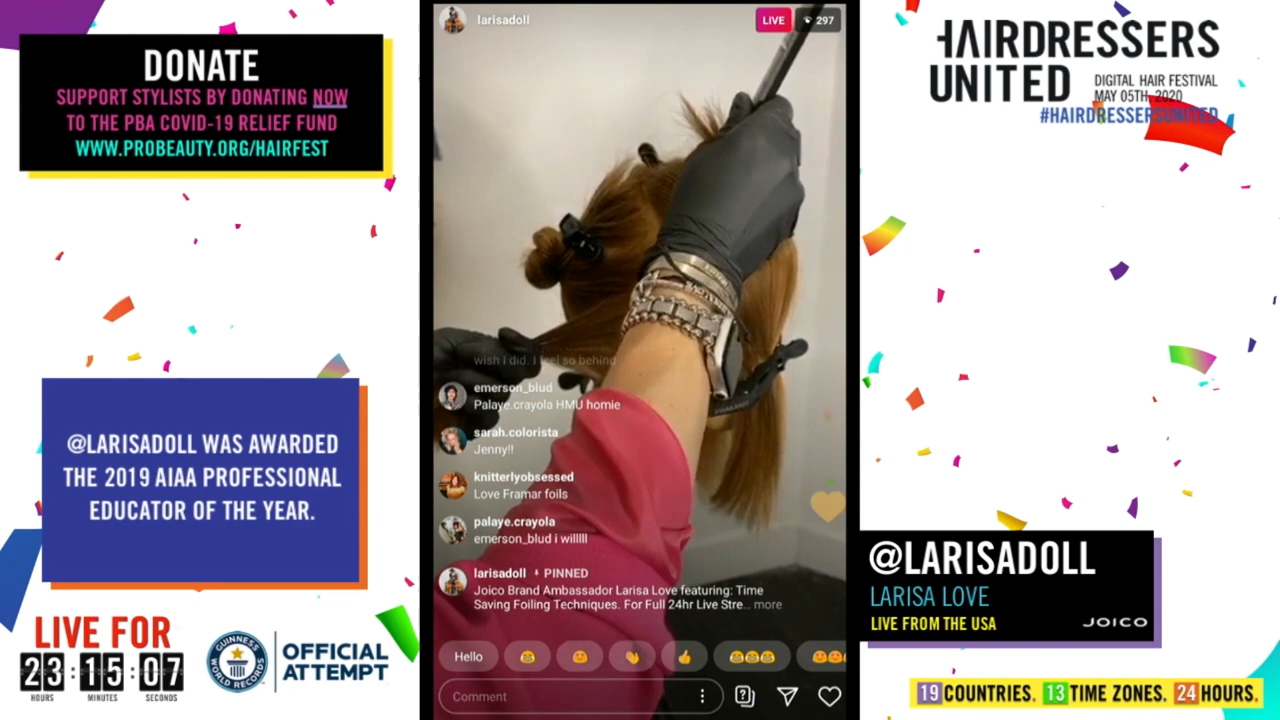 DONATE
SUPPORT STYLISTS BY DONATING NOW
TO THE PBA COVID-19 RELIEF FUND
WWW.PROBEAUTY.ORG/HAIRFEST
@LARISADOLL WAS AWARDED
THE 2019 AIAA PROFESSIONAL
EDUCATOR OF THE YEAR.
LIVE FOR
23:15:07
HOURS MINUTES SECONDS
GUINNESS
WORLD RECORDS
OFFICIAL
ATTEMPT
larisadoll
LIVE 297
wish I did. I feel so behind
emerson_blud
Palaye.crayola HMU homie
sarah.colorista
Jenny!!
knitterlyobsessed
Love Framar foils
palaye.crayola
emerson_blud i willlll
larisadoll PINNED
Joico Brand Ambassador Larisa Love featuring: Time
Saving Foiling Techniques. For Full 24hr Live Stre... more
Hello
Comment
HAIRDRESSERS
UNITED
DIGITAL HAIR FESTIVAL
MAY 05TH, 2020
#HAIRDRESSERSUNITED
@LARISADOLL
LARISA LOVE
LIVE FROM THE USA
JOICO
19 COUNTRIES. 13 TIME ZONES. 24 HOURS.